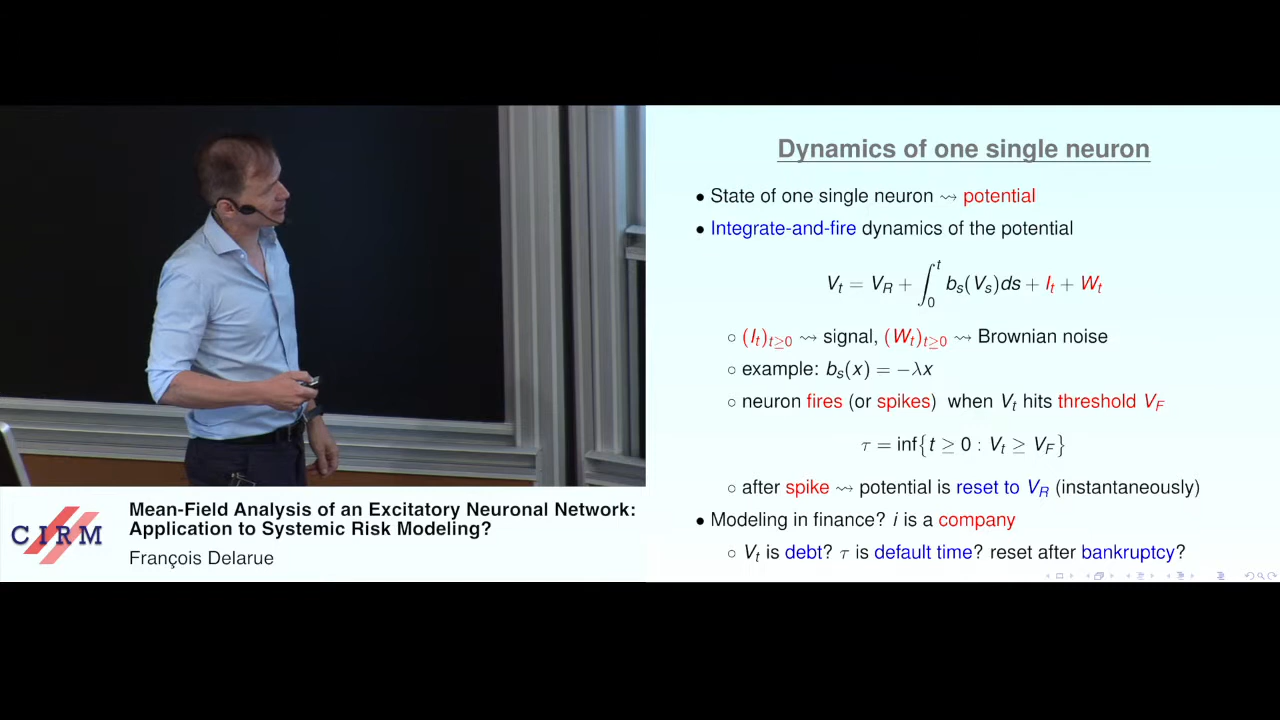 Dynamics of one single neuron
• State of one single neuron ⇝ potential
• Integrate-and-fire dynamics of the potential
V_t = V_R + ∫_0^t b_s(V_s)ds + I_t + W_t
○ (I_t)_{t≥0} ⇝ signal, (W_t)_{t≥0} ⇝ Brownian noise
○ example: b_s(x) = −λx
○ neuron fires (or spikes) when V_t hits threshold V_F
τ = inf{t ≥ 0 : V_t ≥ V_F}
○ after spike ⇝ potential is reset to V_R (instantaneously)
• Modeling in finance? i is a company
○ V_t is debt? τ is default time? reset after bankruptcy?
CIRM
Mean-Field Analysis of an Excitatory Neuronal Network:
Application to Systemic Risk Modeling?
François Delarue